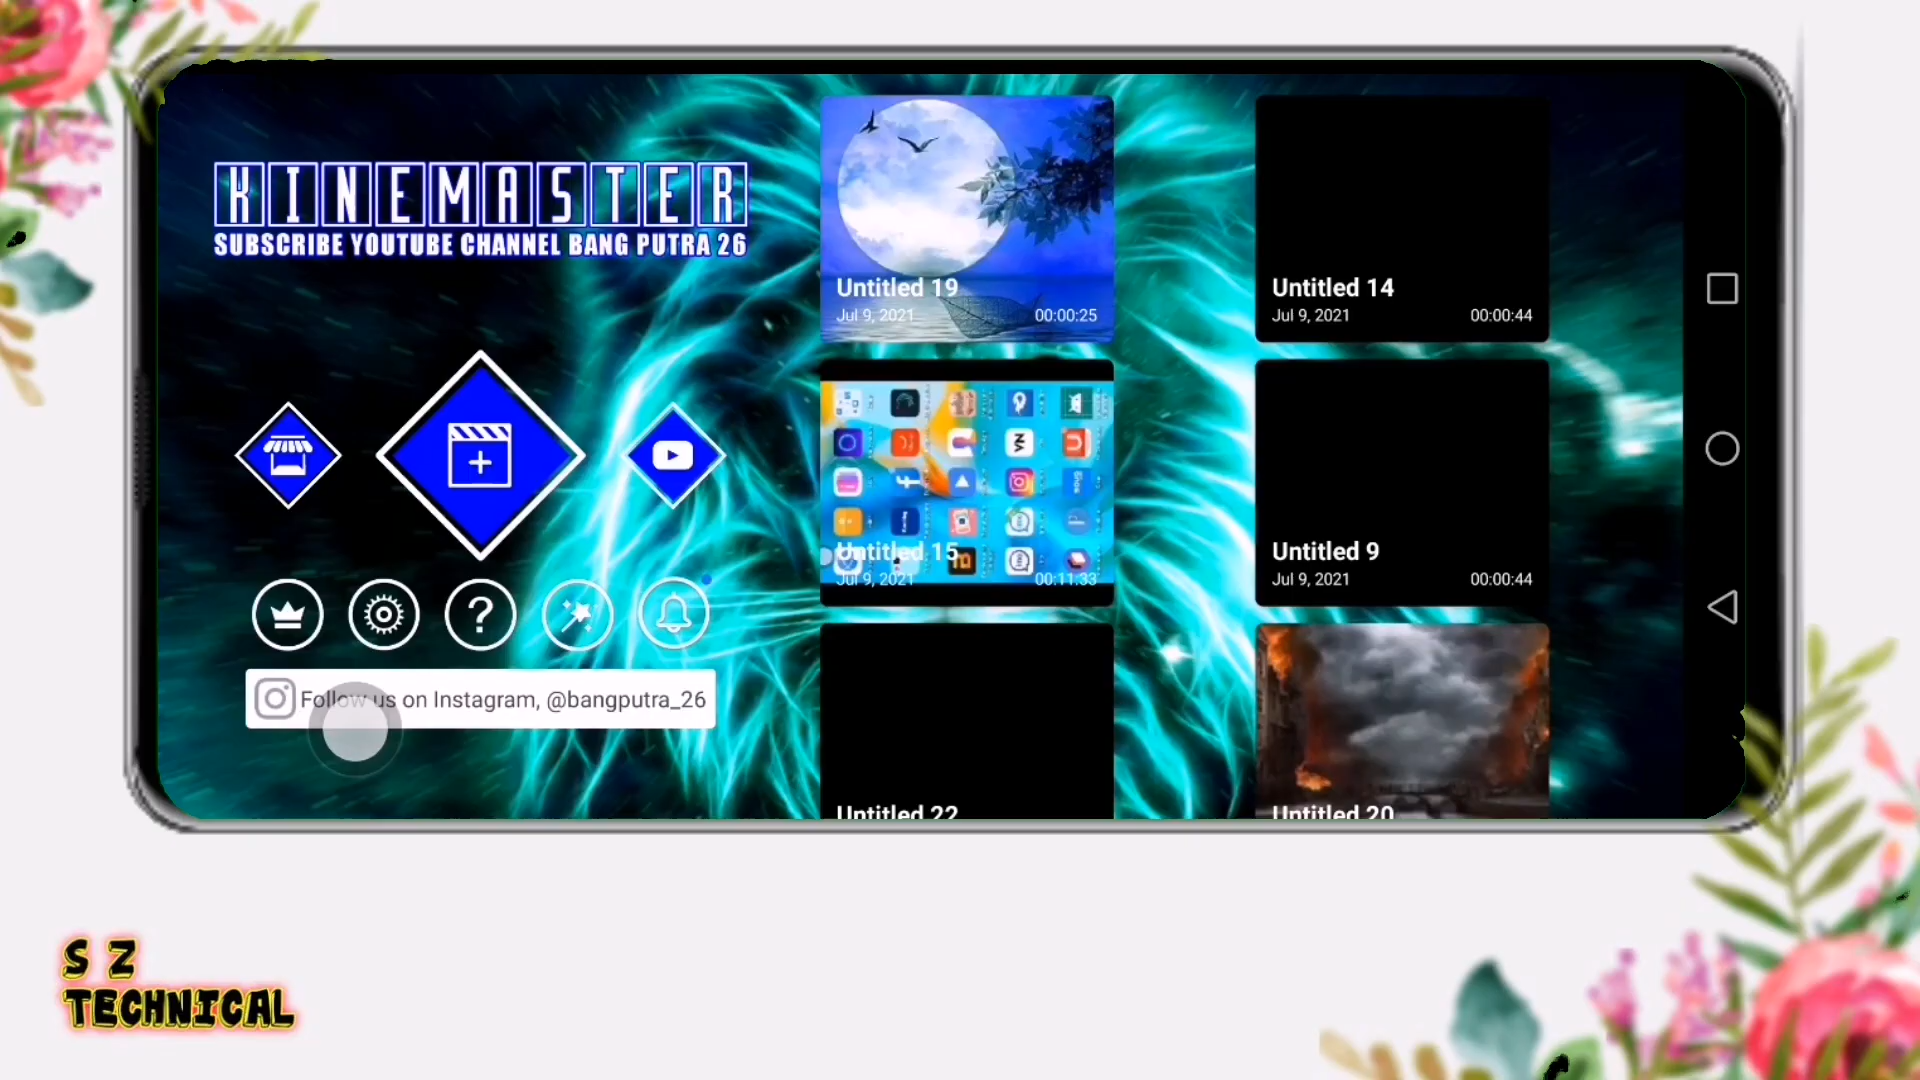 KINEMASTER
SUBSCRIBE YOUTUBE CHANNEL BANG PUTRA 26
Follow us on Instagram, @bangputra_26
Untitled 19
Jul 9, 2021 00:00:25
Untitled 14
Jul 9, 2021 00:00:44
Untitled 15
Jul 9, 2021 00:11:33
Untitled 9
Jul 9, 2021 00:00:44
Untitled 22
Untitled 20
S Z
TECHNICAL